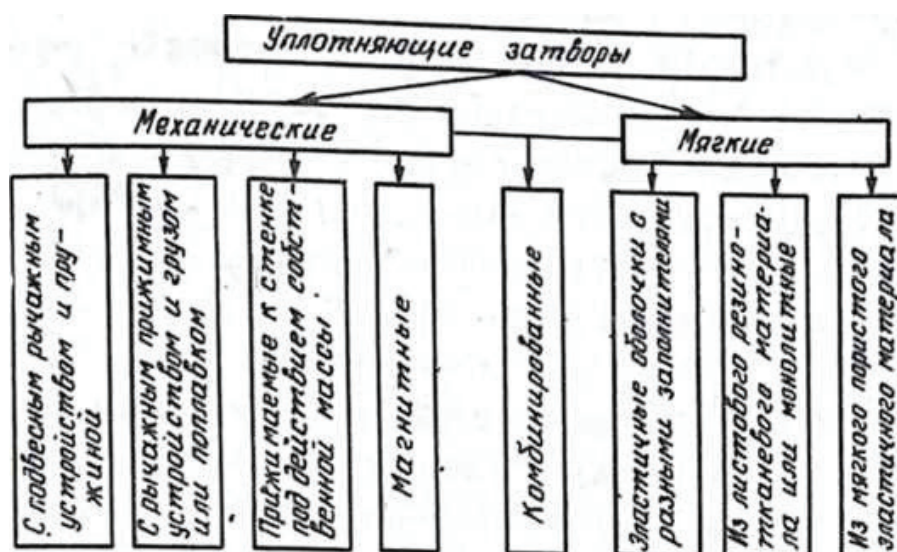 Уплотняющие затворы
Механические
Мягкие
С подвесным рычажным
устройством и пру-
жиной
С рычажным прижимным
устройством и грузом
или поплавком
Прижимаемые к стенке
под действием собст-
венной массы
Магнитные
Комбинированные
Эластичные оболочки с
разными заполнителями
Из листового резино-
тканевого материа-
ла или монолитные
Из мягкого пористого
эластичного материала